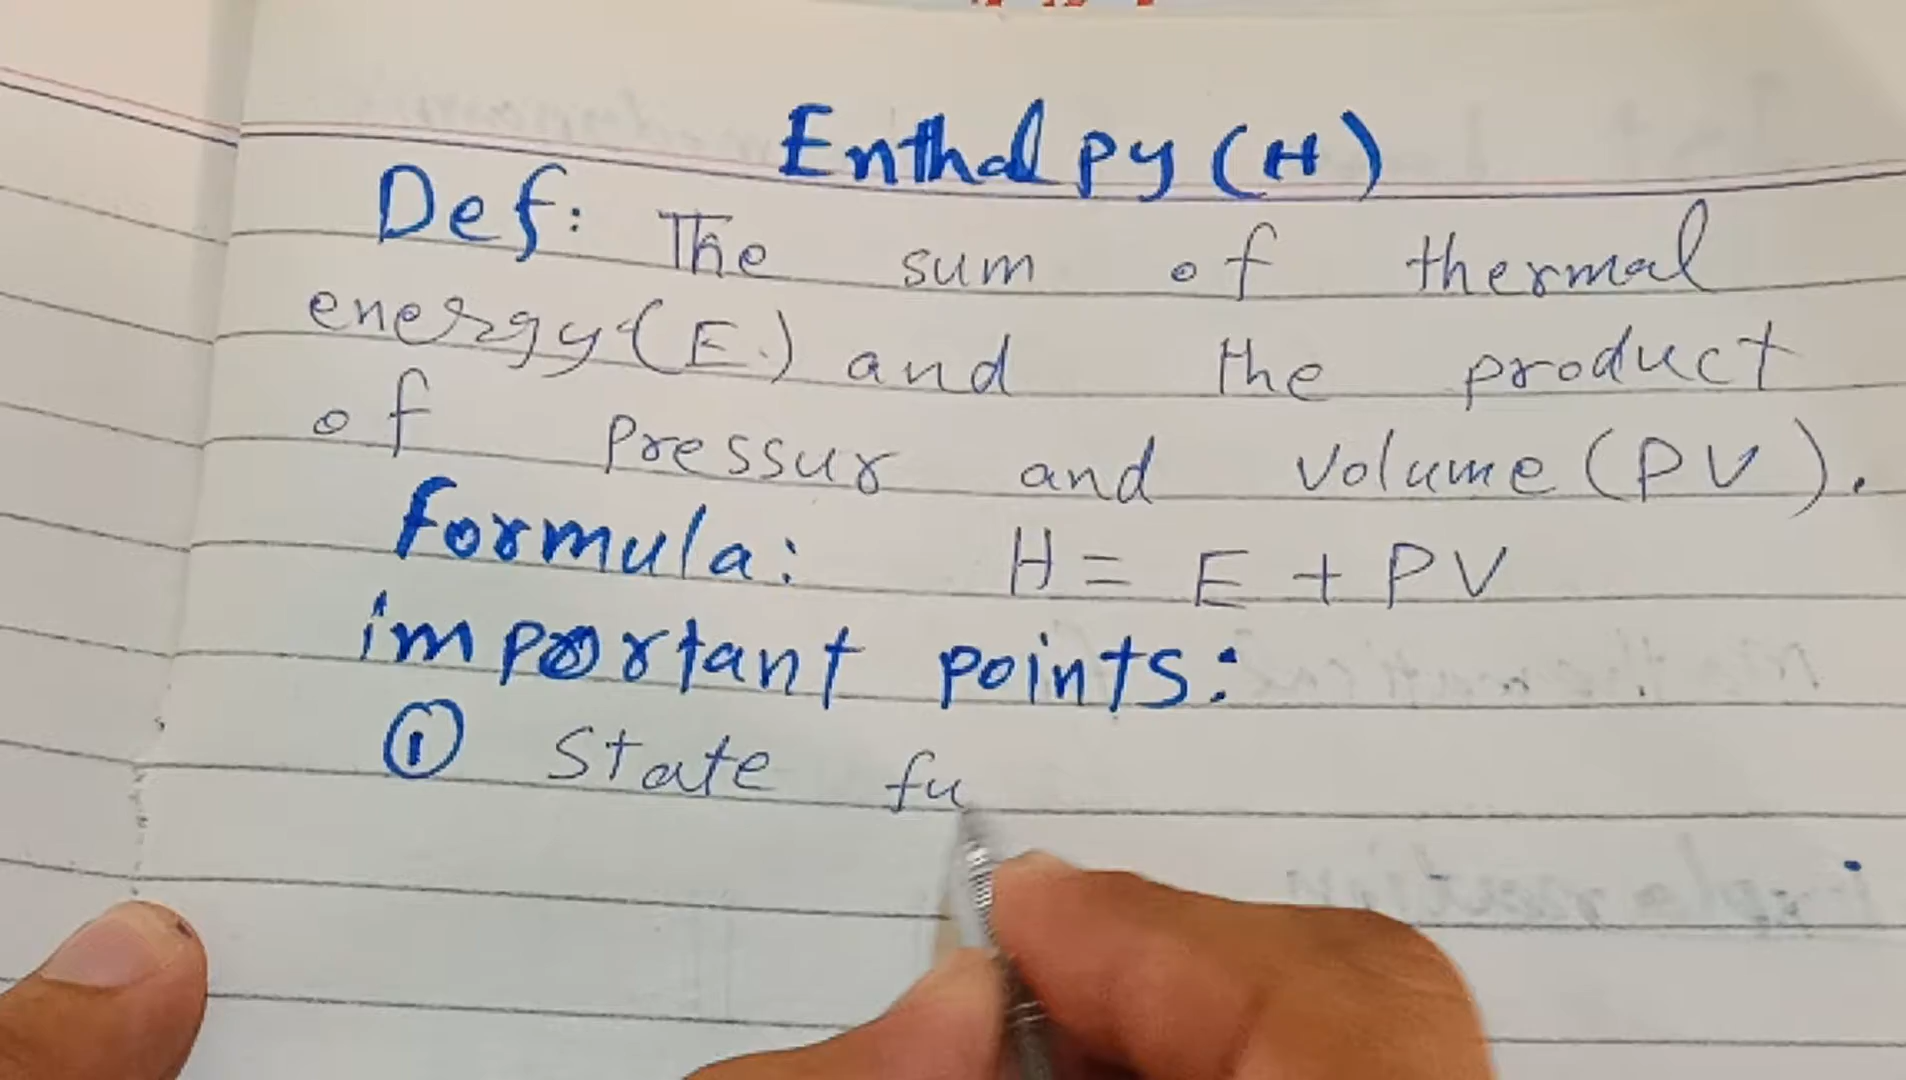 Enthalpy (H)
Def: The sum of thermal
energy (E.) and the product
of Pressur and volume (PV).
Formula: H = E + PV
important points:
① State fu